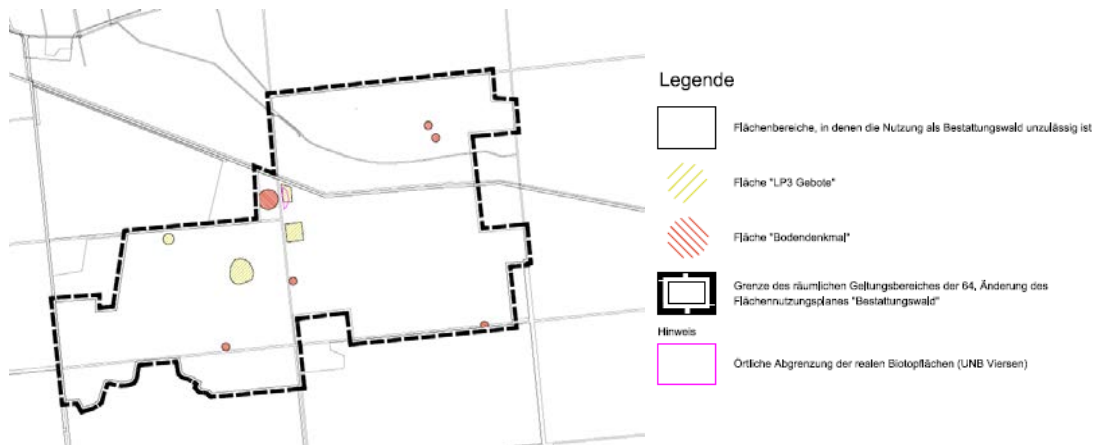 Legende
Flächenbereiche, in denen die Nutzung als Bestattungswald unzulässig ist
Fläche "LP3 Gebote"
Fläche "Bodendenkmal"
Grenze des räumlichen Geltungsbereiches der 64. Änderung des
Flächennutzungsplanes "Bestattungswald"
Hinweis
Örtliche Abgrenzung der realen Biotopflächen (UNB Viersen)